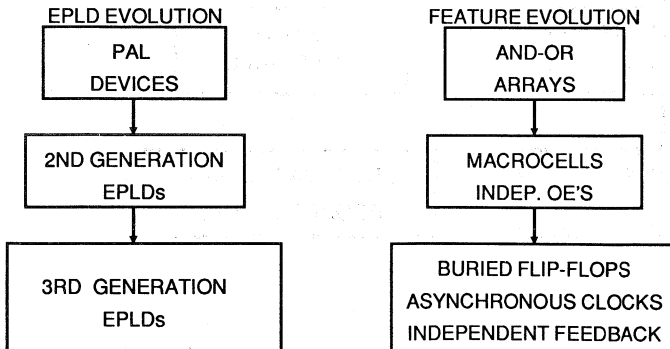 EPLD EVOLUTION
PAL
DEVICES
2ND GENERATION
EPLDs
3RD GENERATION
EPLDs
FEATURE EVOLUTION
AND-OR
ARRAYS
MACROCELLS
INDEP. OE'S
BURIED FLIP-FLOPS
ASYNCHRONOUS CLOCKS
INDEPENDENT FEEDBACK